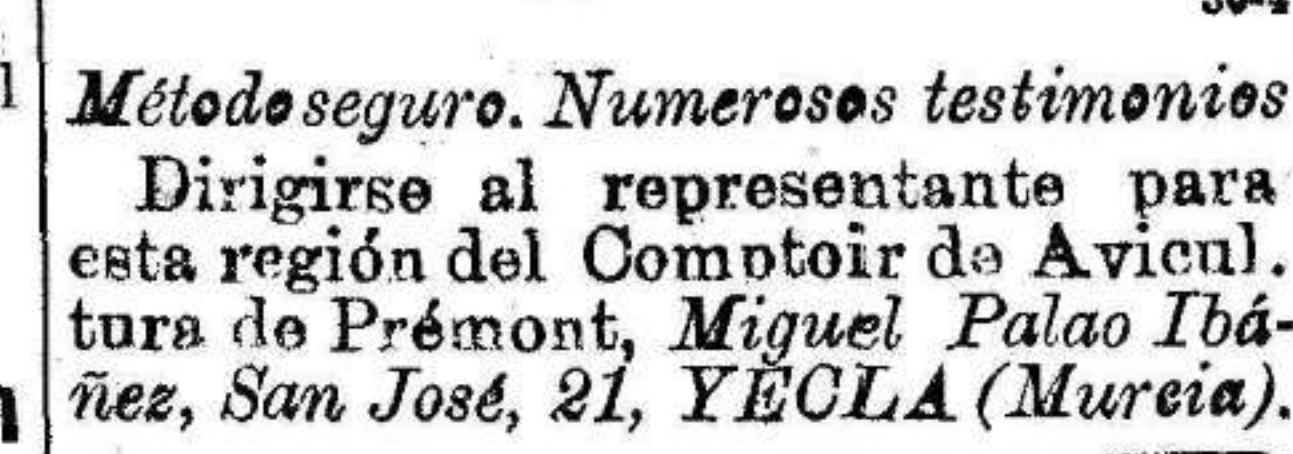 Método seguro. Numerosos testimonios
Dirigirse al representante para
esta región del Comptoir de Avicul.
tura de Prémont, Miguel Palao Ibá-
ñez, San José, 21, YECLA (Murcia).